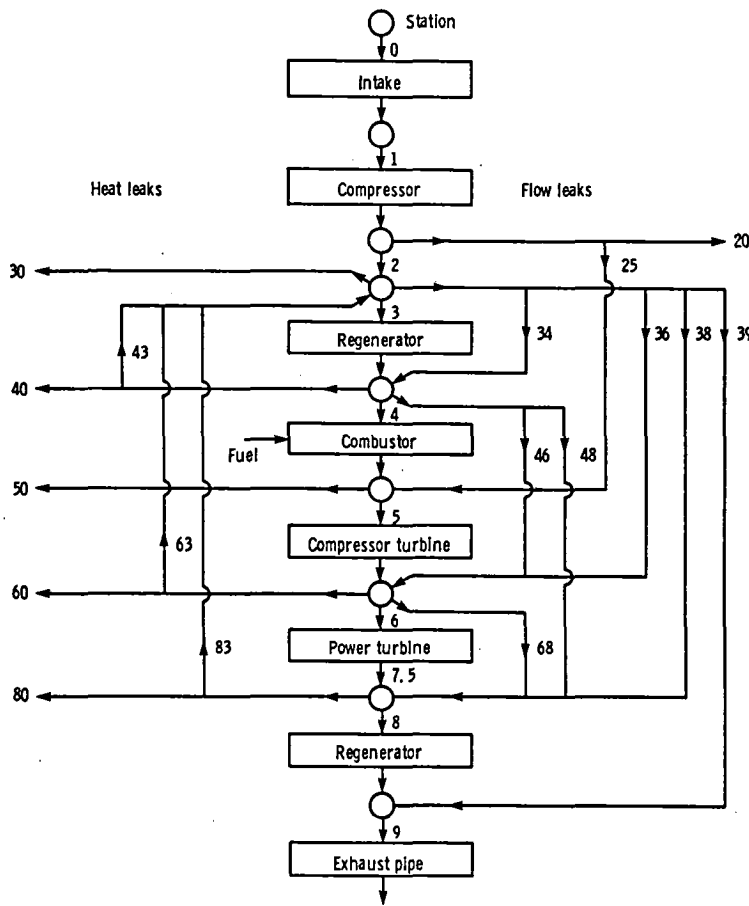 Station
0
Intake
1
Heat leaks
Compressor
Flow leaks
20
2
25
30
3
43
Regenerator
34
36
38
39
40
4
Fuel
Combustor
46
48
50
5
63
Compressor turbine
60
6
83
Power turbine
68
7.5
80
8
Regenerator
9
Exhaust pipe